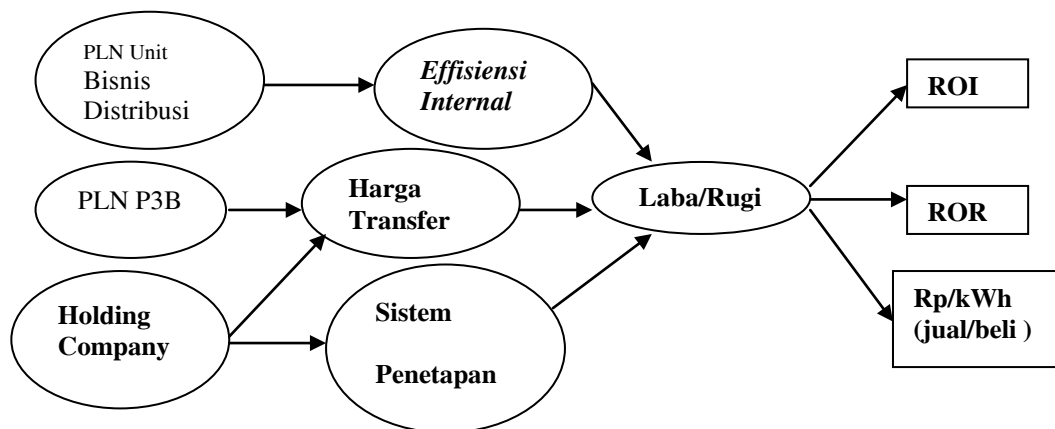 PLN Unit
Bisnis
Distribusi
Effisiensi
Internal
ROI
PLN P3B
Harga
Transfer
Laba/Rugi
ROR
Holding
Company
Sistem
Penetapan
Rp/kWh
(jual/beli )